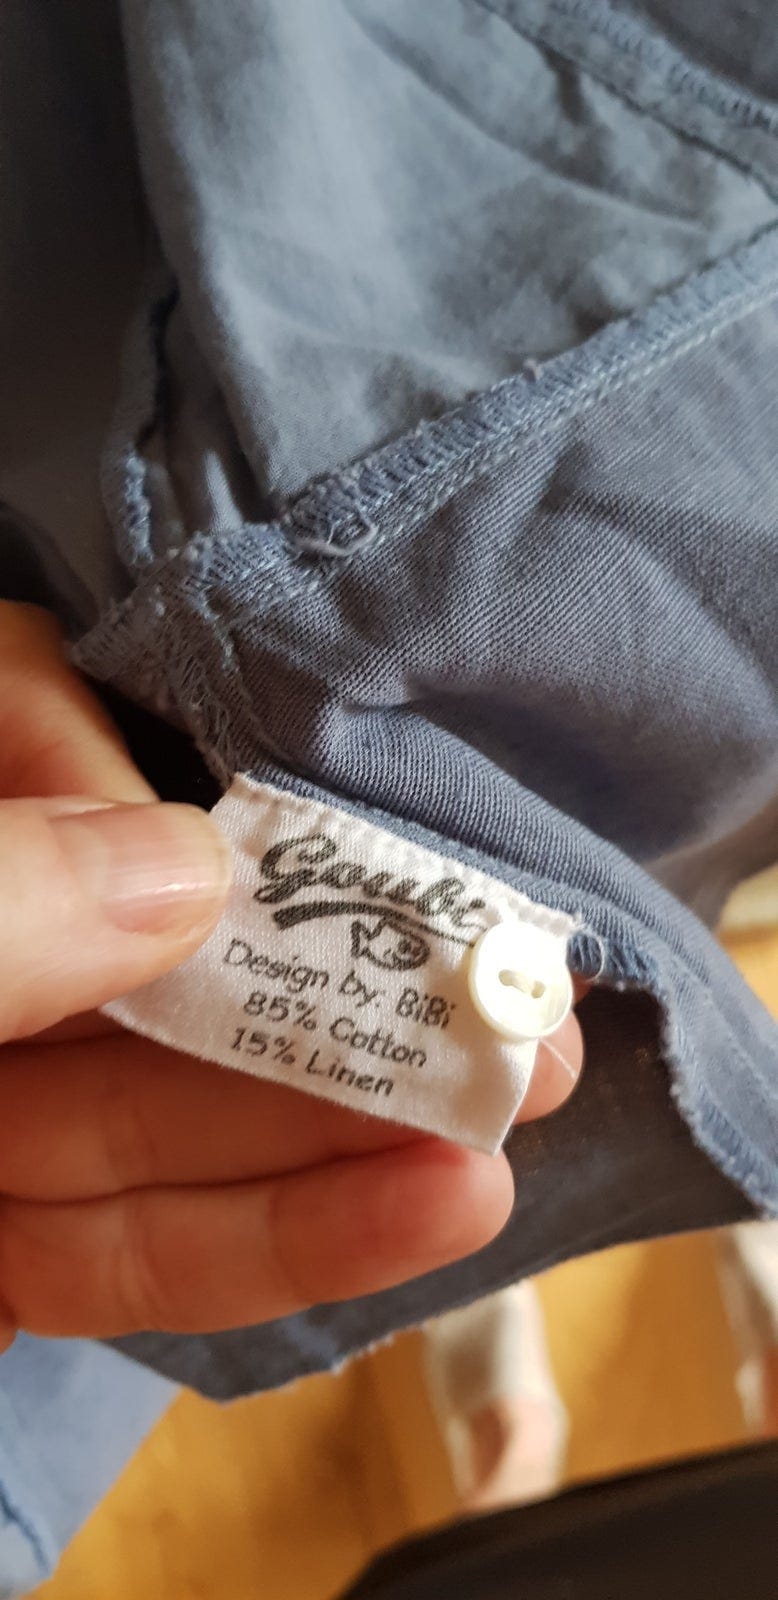 Goubi
Design by: BiBi
85% Cotton
15% Linen